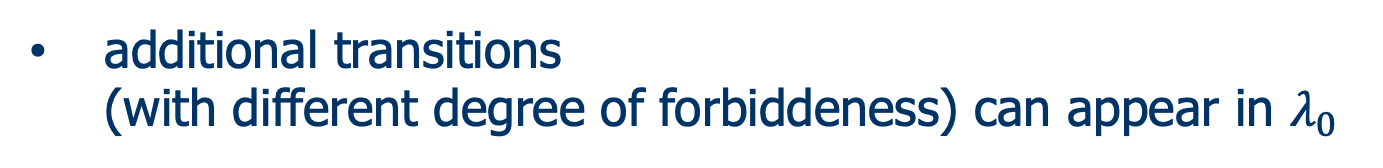 • additional transitions
(with different degree of forbiddeness) can appear in λ₀